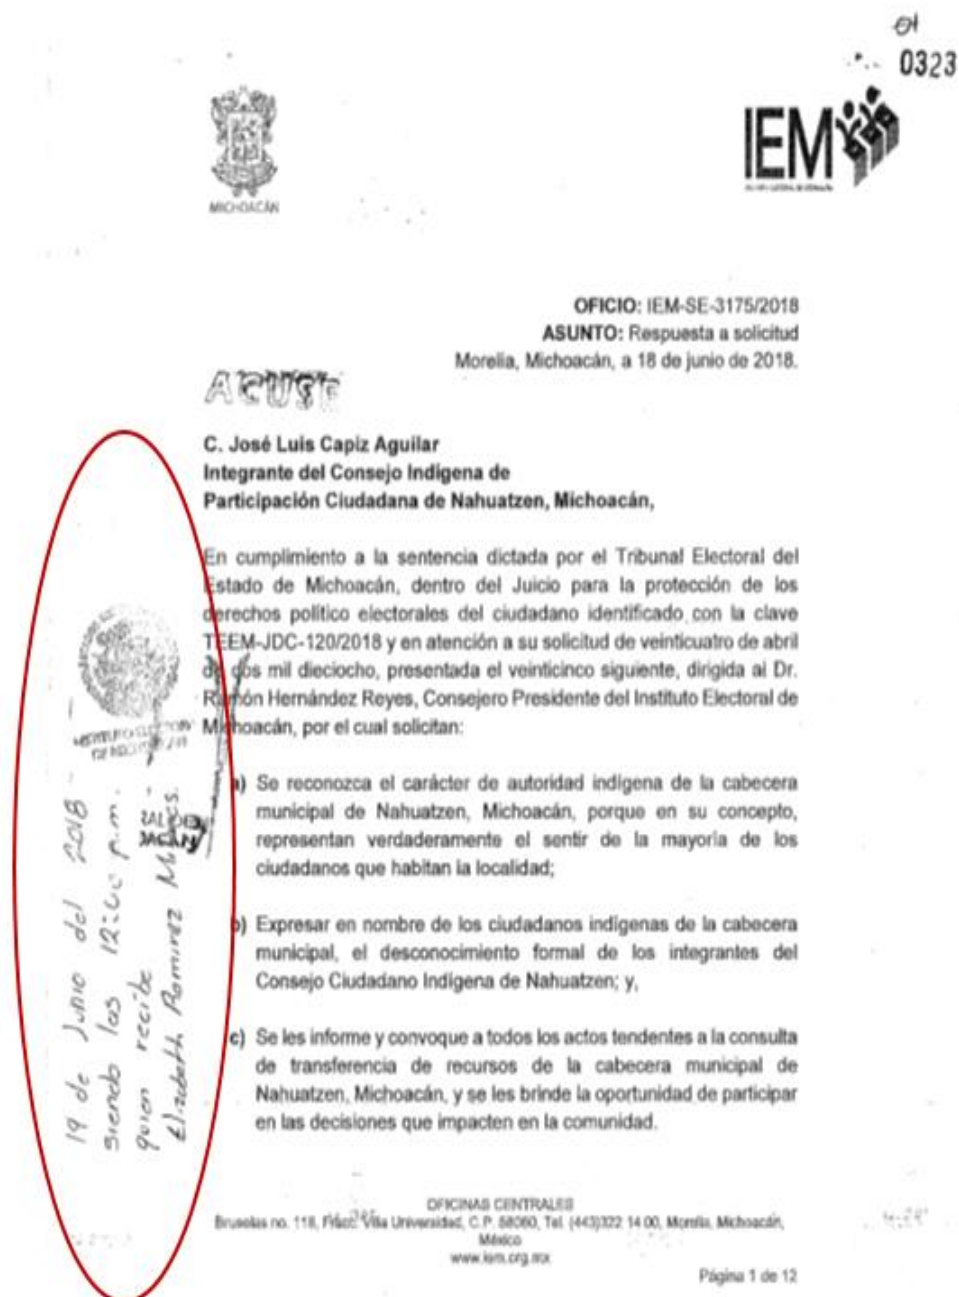 0323
MICHOACÁN
IEM
OFICIO: IEM-SE-3175/2018
ASUNTO: Respuesta a solicitud
Morelia, Michoacán, a 18 de junio de 2018.
ACUSE
C. José Luis Capiz Aguilar
Integrante del Consejo Indígena de
Participación Ciudadana de Nahuatzen, Michoacán,
En cumplimiento a la sentencia dictada por el Tribunal Electoral del
Estado de Michoacán, dentro del Juicio para la protección de los
derechos político electorales del ciudadano identificado con la clave
TEEM-JDC-120/2018 y en atención a su solicitud de veinticuatro de abril
de dos mil dieciocho, presentada el veinticinco siguiente, dirigida al Dr.
Ramón Hernández Reyes, Consejero Presidente del Instituto Electoral de
Michoacán, por el cual solicitan:
a) Se reconozca el carácter de autoridad indígena de la cabecera
municipal de Nahuatzen, Michoacán, porque en su concepto,
representan verdaderamente el sentir de la mayoría de los
ciudadanos que habitan la localidad;
b) Expresar en nombre de los ciudadanos indígenas de la cabecera
municipal, el desconocimiento formal de los integrantes del
Consejo Ciudadano Indígena de Nahuatzen; y,
c) Se les informe y convoque a todos los actos tendentes a la consulta
de transferencia de recursos de la cabecera municipal de
Nahuatzen, Michoacán, y se les brinde la oportunidad de participar
en las decisiones que impacten en la comunidad.
19 de Junio del 2018
siendo las 12:00 p.m.
quien recibe
Elizabeth Ramirez
OFICINAS CENTRALES
Bruselas no. 118, Fracc. Villa Universidad, C.P. 58060, Tel. (443)322 14 00, Morelia, Michoacán,
México
www.iem.org.mx
Página 1 de 12